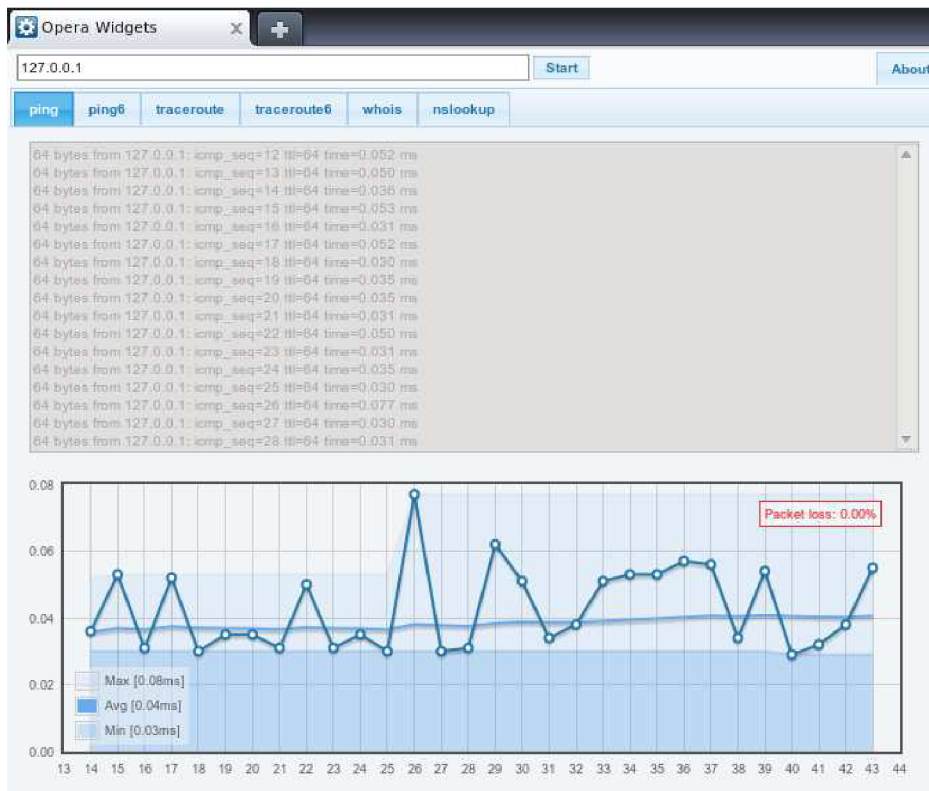 Opera Widgets
127.0.0.1 Start About
ping ping6 traceroute traceroute6 whois nslookup
64 bytes from 127.0.0.1: icmp_seq=12 ttl=64 time=0.052 ms
64 bytes from 127.0.0.1: icmp_seq=13 ttl=64 time=0.050 ms
64 bytes from 127.0.0.1: icmp_seq=14 ttl=64 time=0.036 ms
64 bytes from 127.0.0.1: icmp_seq=15 ttl=64 time=0.053 ms
64 bytes from 127.0.0.1: icmp_seq=16 ttl=64 time=0.031 ms
64 bytes from 127.0.0.1: icmp_seq=17 ttl=64 time=0.052 ms
64 bytes from 127.0.0.1: icmp_seq=18 ttl=64 time=0.030 ms
64 bytes from 127.0.0.1: icmp_seq=19 ttl=64 time=0.035 ms
64 bytes from 127.0.0.1: icmp_seq=20 ttl=64 time=0.035 ms
64 bytes from 127.0.0.1: icmp_seq=21 ttl=64 time=0.031 ms
64 bytes from 127.0.0.1: icmp_seq=22 ttl=64 time=0.050 ms
64 bytes from 127.0.0.1: icmp_seq=23 ttl=64 time=0.031 ms
64 bytes from 127.0.0.1: icmp_seq=24 ttl=64 time=0.035 ms
64 bytes from 127.0.0.1: icmp_seq=25 ttl=64 time=0.030 ms
64 bytes from 127.0.0.1: icmp_seq=26 ttl=64 time=0.077 ms
64 bytes from 127.0.0.1: icmp_seq=27 ttl=64 time=0.030 ms
64 bytes from 127.0.0.1: icmp_seq=28 ttl=64 time=0.031 ms
0.08
Packet loss: 0.00%
0.06
0.04
0.02
Max [0.08ms]
Avg [0.04ms]
Min [0.03ms]
0.00
13 14 15 16 17 18 19 20 21 22 23 24 25 26 27 28 29 30 31 32 33 34 35 36 37 38 39 40 41 42 43 44